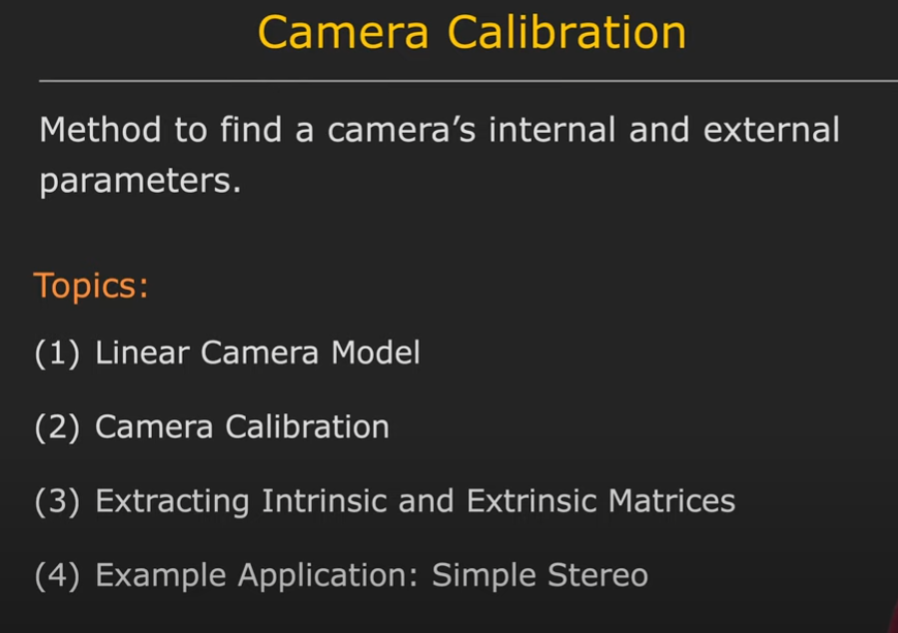 Camera Calibration
Method to find a camera’s internal and external
parameters.
Topics:
(1) Linear Camera Model
(2) Camera Calibration
(3) Extracting Intrinsic and Extrinsic Matrices
(4) Example Application: Simple Stereo